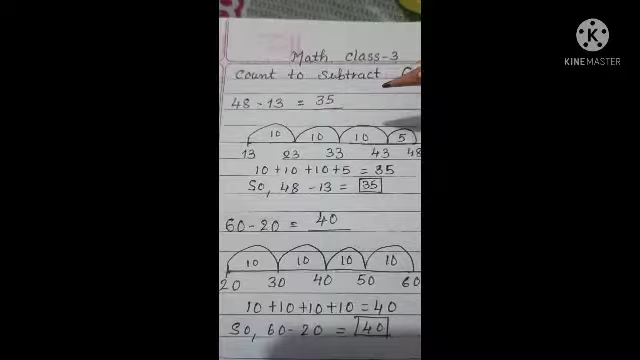 Math class-3
Count to Subtract
48-13 = 35
10 10 10 5
13 23 33 43 48
10+10+10+5 = 35
So, 48-13 = 35
60-20 = 40
10 10 10 10
20 30 40 50 60
10+10+10+10 = 40
So, 60-20 = 40
K
KINEMASTER